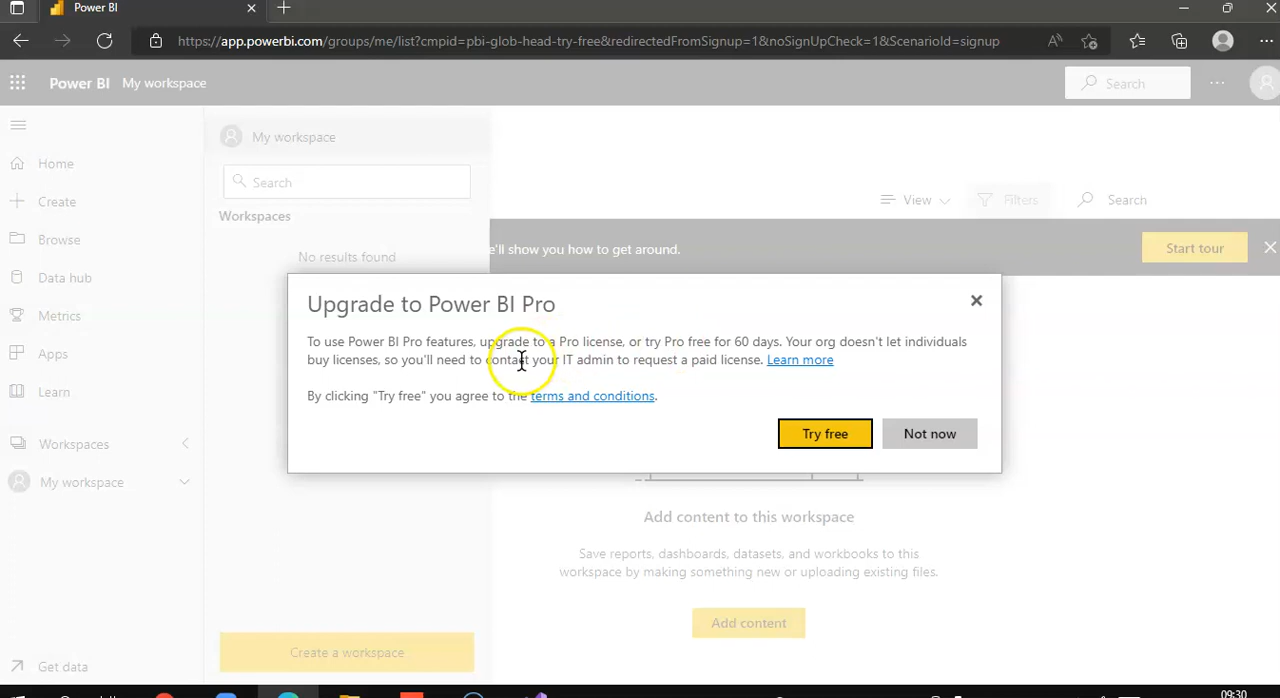 Power BI
https://app.powerbi.com/groups/me/list?cmpid=pbi-glob-head-try-free&redirectedFromSignup=1&noSignUpCheck=1&ScenarioId=signup
Power BI My workspace
Search
My workspace
Home
Search
Create
View Filters Search
Workspaces
Browse
No results found
e'll show you how to get around.
Start tour
Data hub
Metrics
Apps
Learn
Workspaces
My workspace
Get data
Create a workspace
Upgrade to Power BI Pro
To use Power BI Pro features, upgrade to a Pro license, or try Pro free for 60 days. Your org doesn't let individuals
buy licenses, so you'll need to contact your IT admin to request a paid license. Learn more
By clicking "Try free" you agree to the terms and conditions.
Try free Not now
Add content to this workspace
Save reports, dashboards, datasets, and workbooks to this
workspace by making something new or uploading existing files.
Add content
09:30